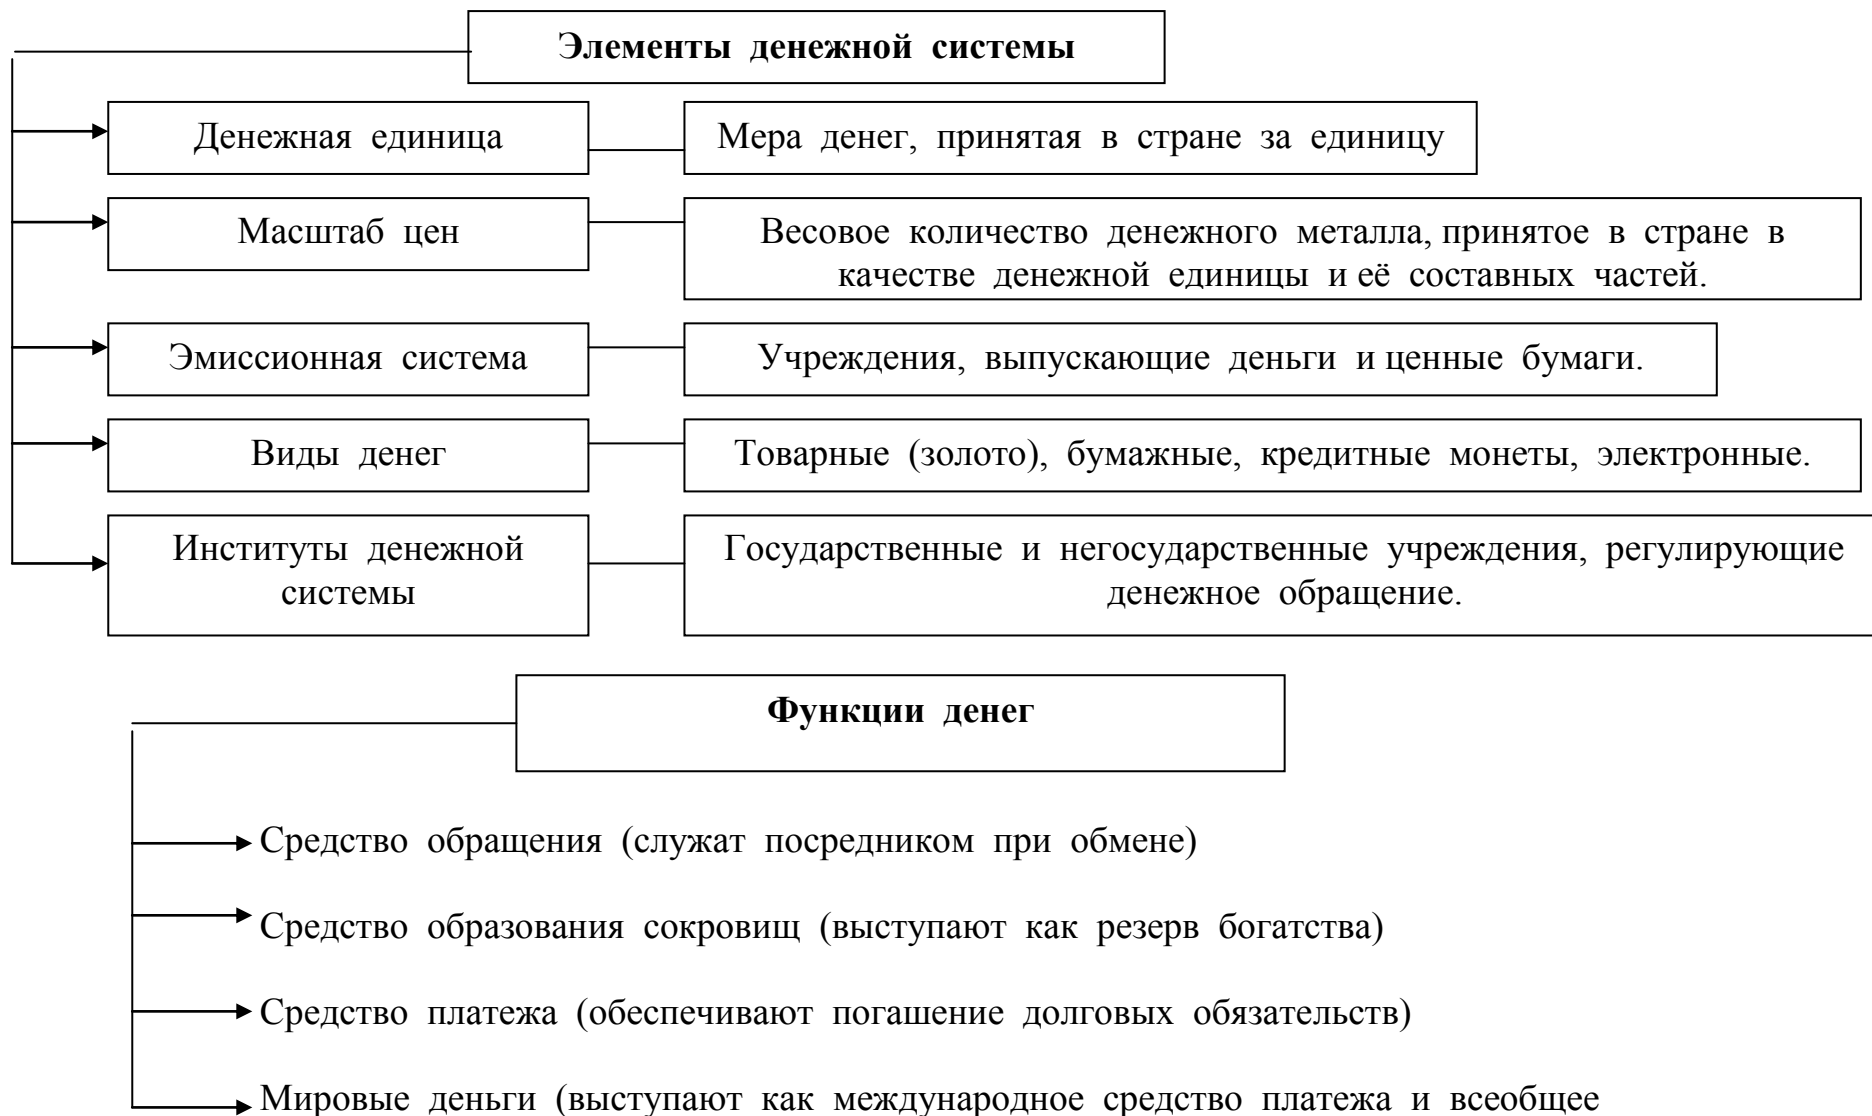 Элементы денежной системы
Денежная единица
Мера денег, принятая в стране за единицу
Масштаб цен
Весовое количество денежного металла, принятое в стране в
качестве денежной единицы и её составных частей.
Эмиссионная система
Учреждения, выпускающие деньги и ценные бумаги.
Виды денег
Товарные (золото), бумажные, кредитные монеты, электронные.
Институты денежной
системы
Государственные и негосударственные учреждения, регулирующие
денежное обращение.
Функции денег
Средство обращения (служат посредником при обмене)
Средство образования сокровищ (выступают как резерв богатства)
Средство платежа (обеспечивают погашение долговых обязательств)
Мировые деньги (выступают как международное средство платежа и всеобщее